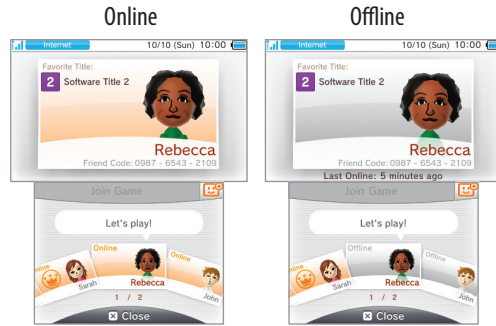 Online
Offline
Internet 10/10 (Sun) 10:00
Favorite Title:
2 Software Title 2
Rebecca
Friend Code: 0987 - 6543 - 2109
Join Game
Let's play!
Online
Online
Online
Sarah
Rebecca
John
1 / 2
X Close
Internet 10/10 (Sun) 10:00
Favorite Title:
2 Software Title 2
Rebecca
Friend Code: 0987 - 6543 - 2109
Last Online: 5 minutes ago
Join Game
Let's play!
Online
Offline
Offline
Sarah
Rebecca
John
1 / 2
X Close